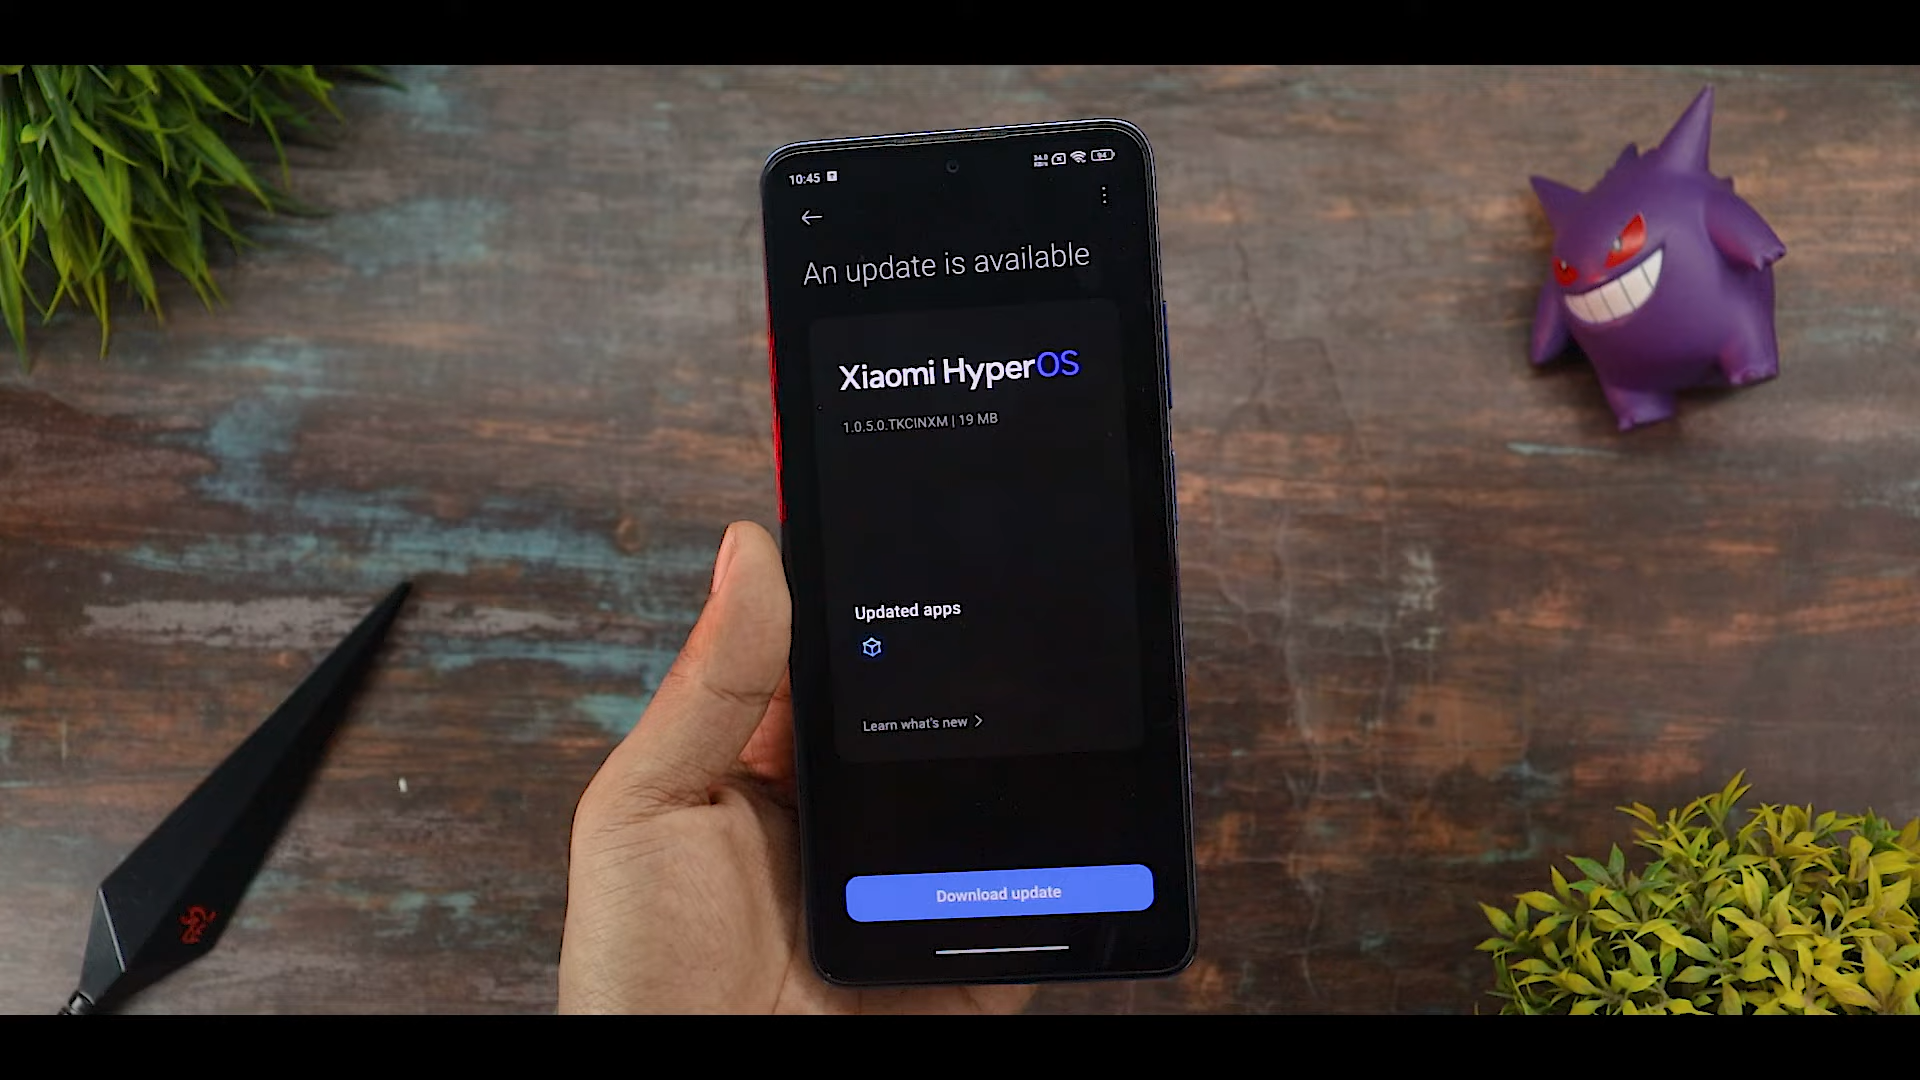 10:45
94
An update is available
Xiaomi HyperOS
1.0.5.0.TKCINXM | 19 MB
Updated apps
Learn what's new
Download update